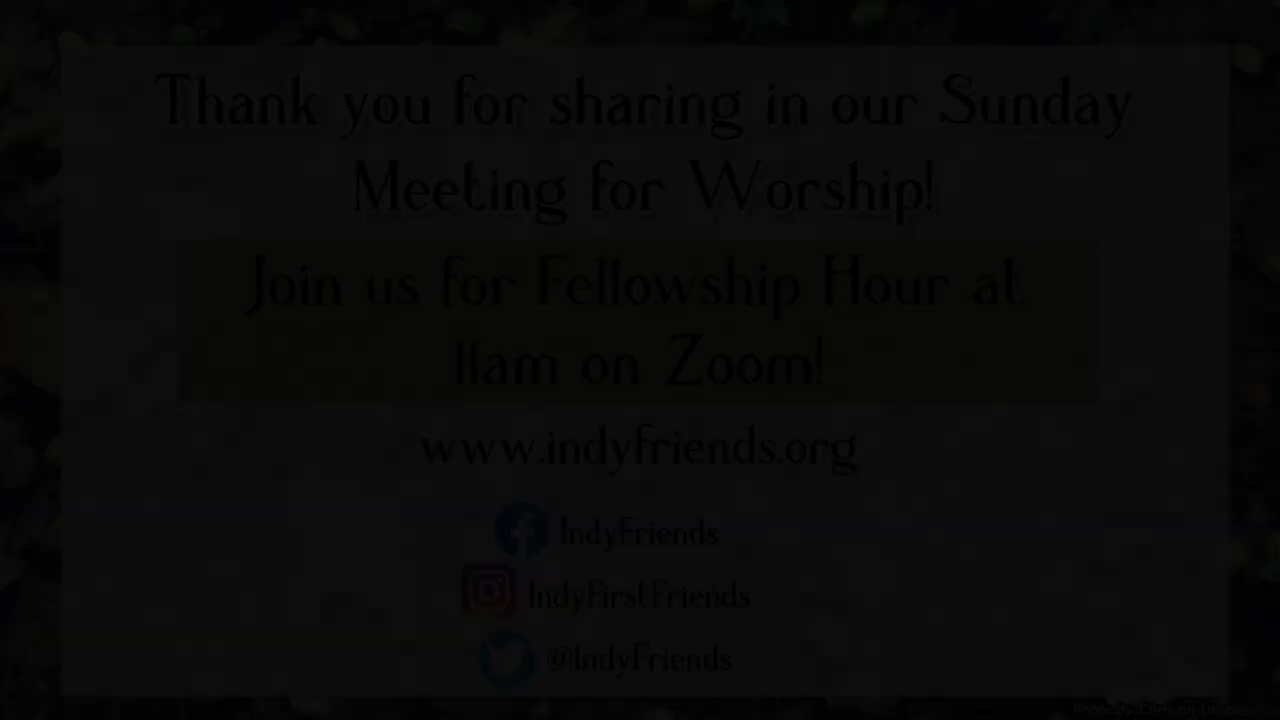 Thank you for sharing in our Sunday
Meeting for Worship!
Join us for Fellowship Hour at
11am on Zoom!
www.indyfriends.org
IndyFriends
IndyFirstFriends
@IndyFriends